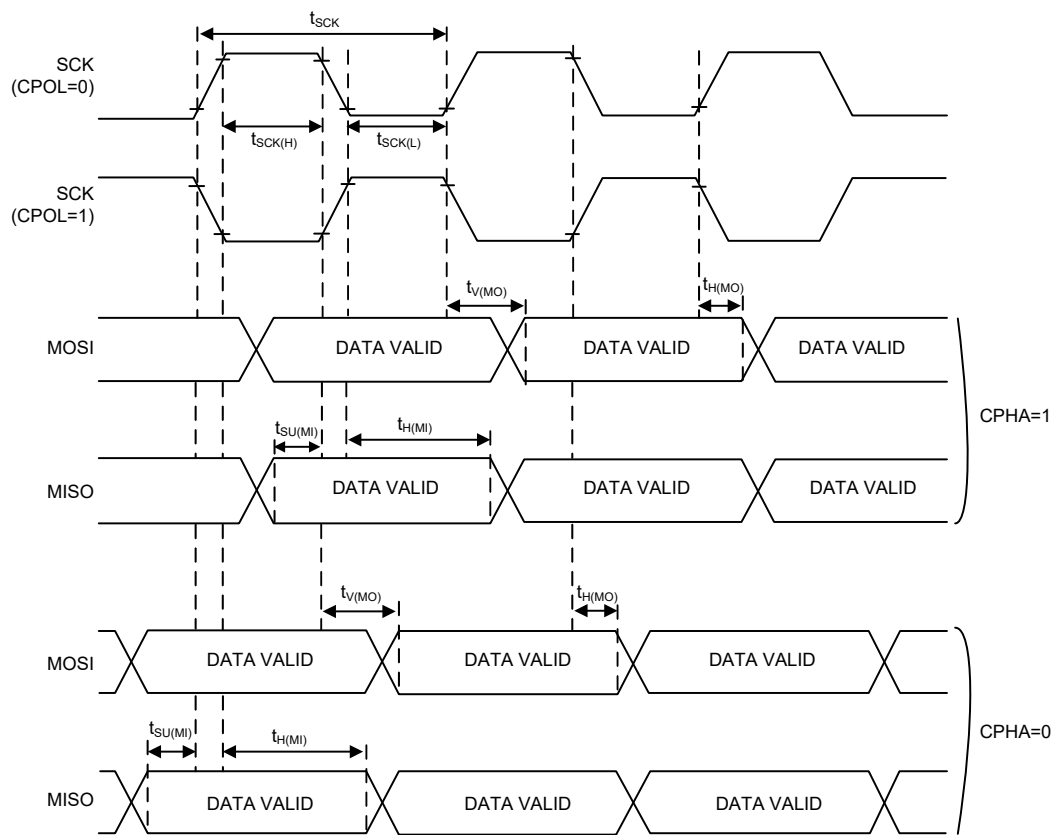 tSCK
SCK
(CPOL=0)
tSCK(H)
tSCK(L)
SCK
(CPOL=1)
tV(MO)
tH(MO)
MOSI
DATA VALID
DATA VALID
DATA VALID
CPHA=1
tSU(MI)
tH(MI)
MISO
DATA VALID
DATA VALID
DATA VALID
tV(MO)
tH(MO)
MOSI
DATA VALID
DATA VALID
DATA VALID
CPHA=0
tSU(MI)
tH(MI)
MISO
DATA VALID
DATA VALID
DATA VALID